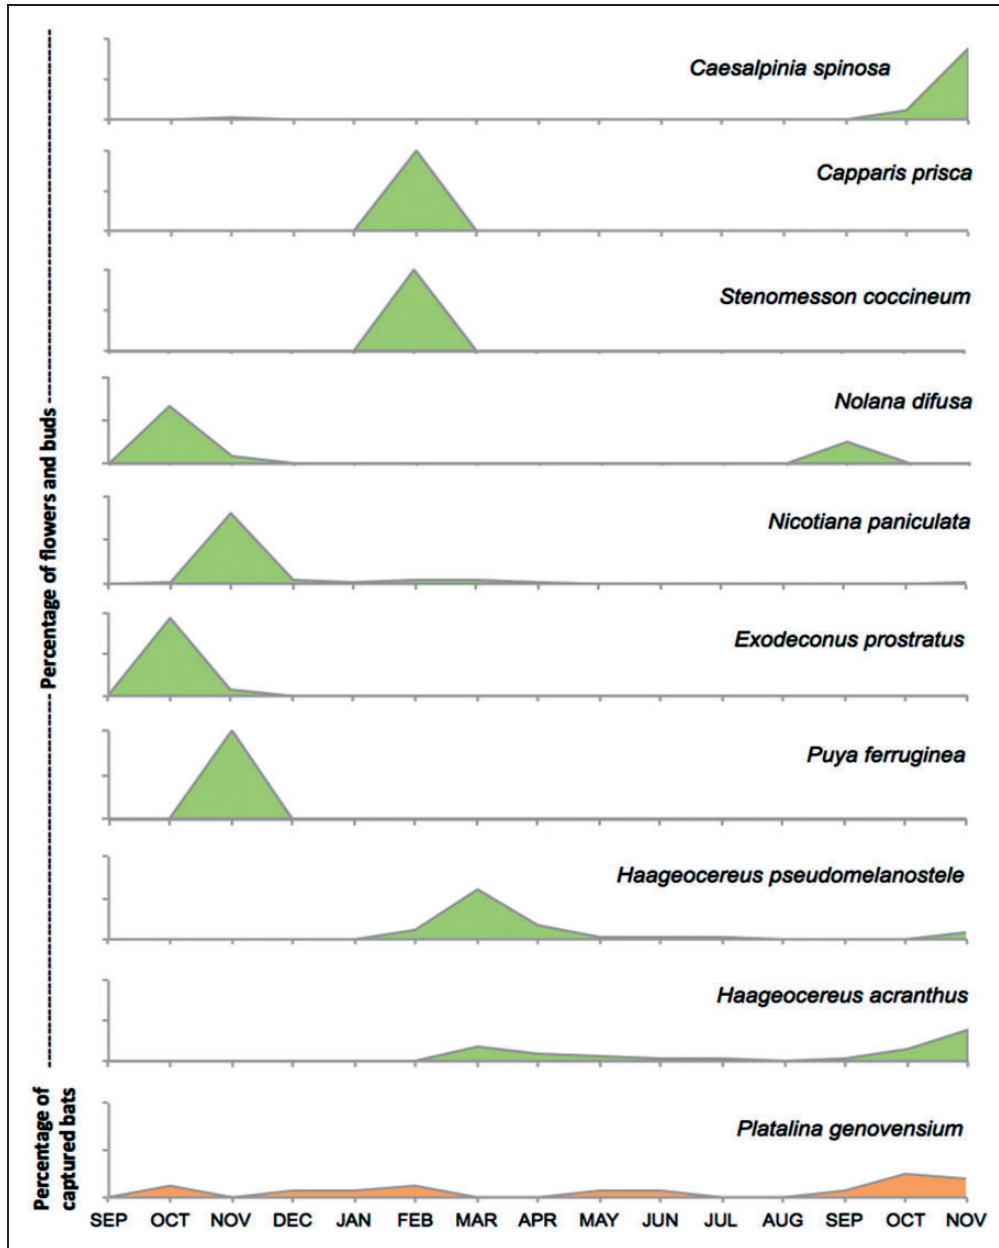 Caesalpinia spinosa
Capparis prisca
Stenomesson coccineum
Nolana difusa
Nicotiana paniculata
Exodeconus prostratus
Puya ferruginea
Haageocereus pseudomelanostele
Haageocereus acranthus
Platalina genovensium
Percentage of flowers and buds
Percentage of
captured bats
SEP OCT NOV DEC JAN FEB MAR APR MAY JUN JUL AUG SEP OCT NOV